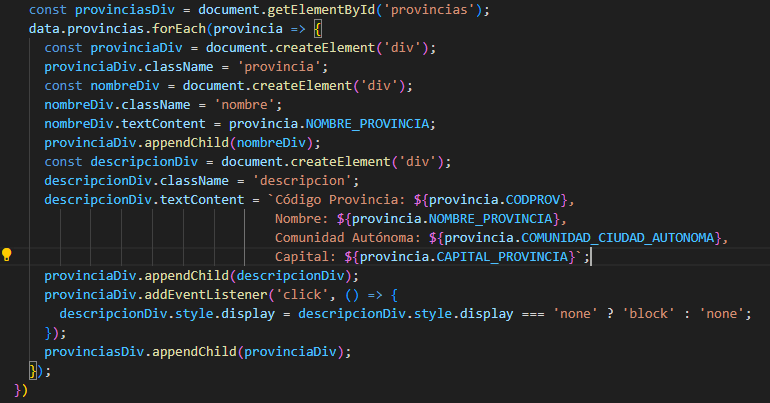 const provinciasDiv = document.getElementById('provincias');
data.provincias.forEach(provincia => {
const provinciaDiv = document.createElement('div');
provinciaDiv.className = 'provincia';
const nombreDiv = document.createElement('div');
nombreDiv.className = 'nombre';
nombreDiv.textContent = provincia.NOMBRE_PROVINCIA;
provinciaDiv.appendChild(nombreDiv);
const descripcionDiv = document.createElement('div');
descripcionDiv.className = 'descripcion';
descripcionDiv.textContent = `Código Provincia: ${provincia.CODPROV},
Nombre: ${provincia.NOMBRE_PROVINCIA},
Comunidad Autónoma: ${provincia.COMUNIDAD_CIUDAD_AUTONOMA},
Capital: ${provincia.CAPITAL_PROVINCIA}`;
provinciaDiv.appendChild(descripcionDiv);
provinciaDiv.addEventListener('click', () => {
descripcionDiv.style.display = descripcionDiv.style.display === 'none' ? 'block' : 'none';
});
provinciasDiv.appendChild(provinciaDiv);
});
})